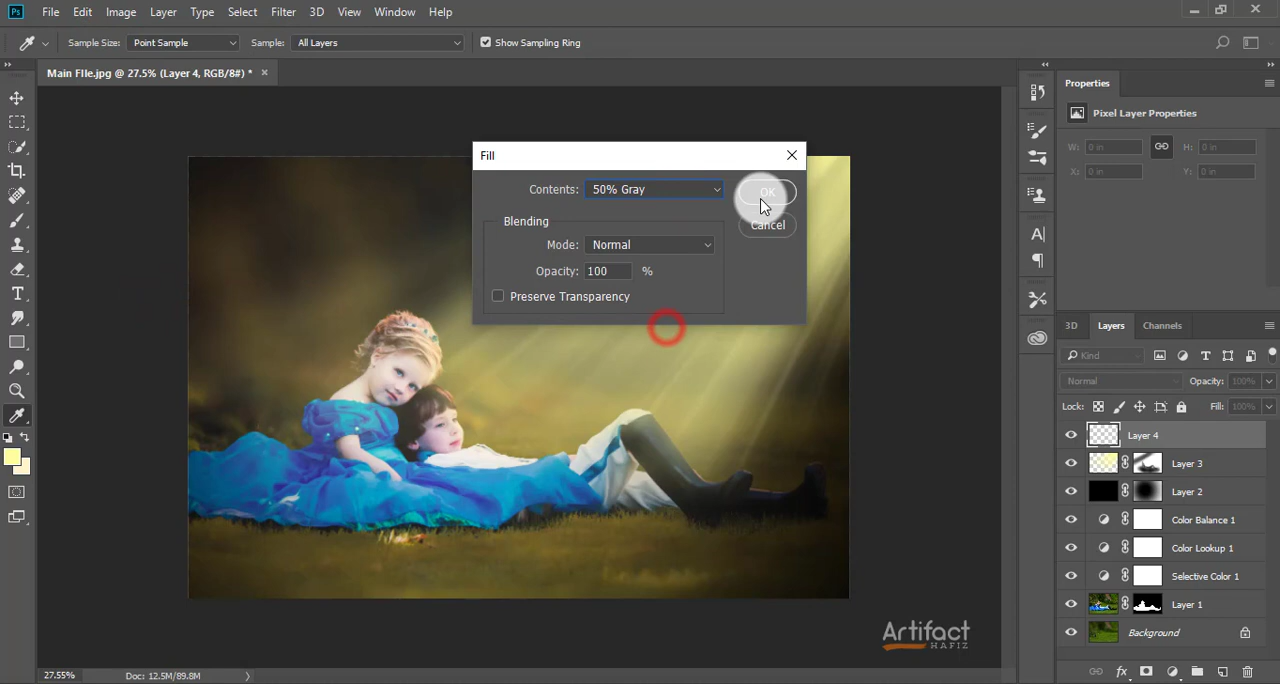 Ps File Edit Image Layer Type Select Filter 3D View Window Help
Sample Size: Point Sample Sample: All Layers Show Sampling Ring
Main FIle.jpg @ 27.5% (Layer 4, RGB/8#) *
Properties
Pixel Layer Properties
W: 0 in H: 0 in
X: 0 in Y: 0 in
Fill
Contents: 50% Gray
OK
Cancel
Blending
Mode: Normal
Opacity: 100 %
Preserve Transparency
3D Layers Channels
Kind
Normal Opacity: 100%
Lock: Fill: 100%
Layer 4
Layer 3
Layer 2
Color Balance 1
Color Lookup 1
Selective Color 1
Layer 1
Background
Artifact
HAFIZ
27.55% Doc: 12.5M/89.8M